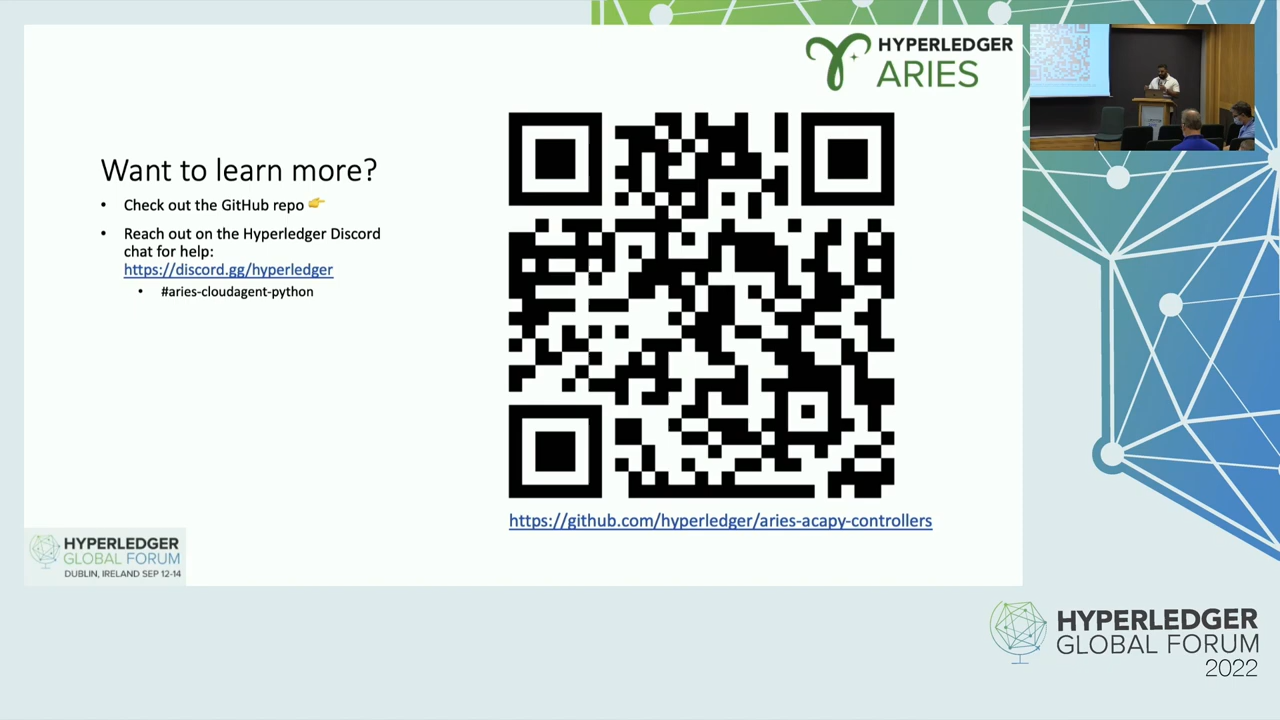 HYPERLEDGER
ARIES
Want to learn more?
• Check out the GitHub repo 👉
• Reach out on the Hyperledger Discord
chat for help:
https://discord.gg/hyperledger
• #aries-cloudagent-python
https://github.com/hyperledger/aries-acapy-controllers
HYPERLEDGER
GLOBAL FORUM
DUBLIN, IRELAND SEP 12-14
HYPERLEDGER
GLOBAL FORUM
2022